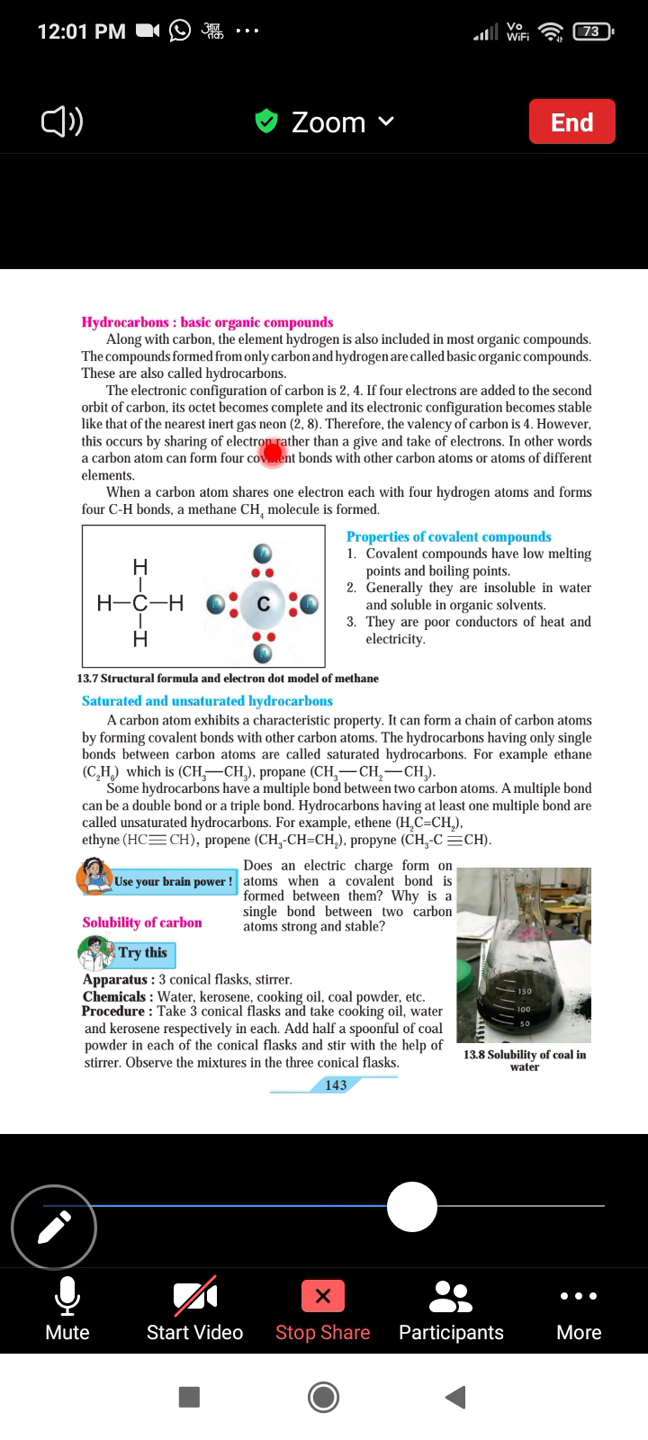 12:01 PM आज तक ...
Vo WiFi 73
Zoom
End
Hydrocarbons : basic organic compounds
Along with carbon, the element hydrogen is also included in most organic compounds.
The compounds formed from only carbon and hydrogen are called basic organic compounds.
These are also called hydrocarbons.
The electronic configuration of carbon is 2, 4. If four electrons are added to the second
orbit of carbon, its octet becomes complete and its electronic configuration becomes stable
like that of the nearest inert gas neon (2, 8). Therefore, the valency of carbon is 4. However,
this occurs by sharing of electron rather than a give and take of electrons. In other words
a carbon atom can form four covalent bonds with other carbon atoms or atoms of different
elements.
When a carbon atom shares one electron each with four hydrogen atoms and forms
four C-H bonds, a methane CH₄ molecule is formed.
H
H—C—H
H
C
13.7 Structural formula and electron dot model of methane
Properties of covalent compounds
1. Covalent compounds have low melting
points and boiling points.
2. Generally they are insoluble in water
and soluble in organic solvents.
3. They are poor conductors of heat and
electricity.
Saturated and unsaturated hydrocarbons
A carbon atom exhibits a characteristic property. It can form a chain of carbon atoms
by forming covalent bonds with other carbon atoms. The hydrocarbons having only single
bonds between carbon atoms are called saturated hydrocarbons. For example ethane
(C₂H₆) which is (CH₃—CH₃), propane (CH₃—CH₂—CH₃).
Some hydrocarbons have a multiple bond between two carbon atoms. A multiple bond
can be a double bond or a triple bond. Hydrocarbons having at least one multiple bond are
called unsaturated hydrocarbons. For example, ethene (H₂C=CH₂),
ethyne (HC≡CH), propene (CH₃-CH=CH₂), propyne (CH₃-C≡CH).
Use your brain power !
Does an electric charge form on
atoms when a covalent bond is
formed between them? Why is a
single bond between two carbon
atoms strong and stable?
Solubility of carbon
Try this
Apparatus : 3 conical flasks, stirrer.
Chemicals : Water, kerosene, cooking oil, coal powder, etc.
Procedure : Take 3 conical flasks and take cooking oil, water
and kerosene respectively in each. Add half a spoonful of coal
powder in each of the conical flasks and stir with the help of
stirrer. Observe the mixtures in the three conical flasks.
150
100
50
13.8 Solubility of coal in
water
143
Mute
Start Video
Stop Share
Participants
More